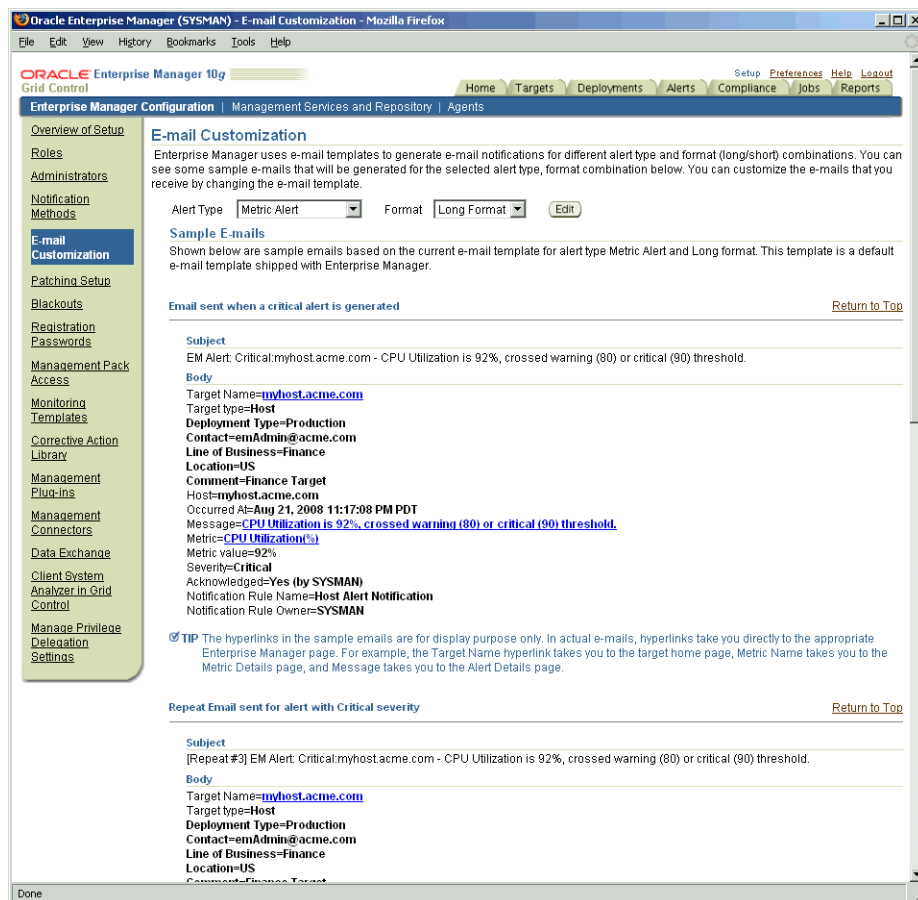 Oracle Enterprise Manager (SYSMAN) - E-mail Customization - Mozilla Firefox
File Edit View History Bookmarks Tools Help
ORACLE Enterprise Manager 10g
Grid Control
Setup Preferences Help Logout
Home Targets Deployments Alerts Compliance Jobs Reports
Enterprise Manager Configuration | Management Services and Repository | Agents
Overview of Setup
Roles
Administrators
Notification
Methods
E-mail
Customization
Patching Setup
Blackouts
Registration
Passwords
Management Pack
Access
Monitoring
Templates
Corrective Action
Library
Management
Plug-ins
Management
Connectors
Data Exchange
Client System
Analyzer in Grid
Control
Manage Privilege
Delegation
Settings
E-mail Customization
Enterprise Manager uses e-mail templates to generate e-mail notifications for different alert type and format (long/short) combinations. You can
see some sample e-mails that will be generated for the selected alert type, format combination below. You can customize the e-mails that you
receive by changing the e-mail template.
Alert Type Metric Alert Format Long Format Edit
Sample E-mails
Shown below are sample emails based on the current e-mail template for alert type Metric Alert and Long format. This template is a default
e-mail template shipped with Enterprise Manager.
Email sent when a critical alert is generated Return to Top
Subject
EM Alert: Critical:myhost.acme.com - CPU Utilization is 92%, crossed warning (80) or critical (90) threshold.
Body
Target Name=myhost.acme.com
Target type=Host
Deployment Type=Production
Contact=emAdmin@acme.com
Line of Business=Finance
Location=US
Comment=Finance Target
Host=myhost.acme.com
Occurred At=Aug 21, 2008 11:17:08 PM PDT
Message=CPU Utilization is 92%, crossed warning (80) or critical (90) threshold.
Metric=CPU Utilization(%)
Metric value=92%
Severity=Critical
Acknowledged=Yes (by SYSMAN)
Notification Rule Name=Host Alert Notification
Notification Rule Owner=SYSMAN
TIP The hyperlinks in the sample emails are for display purpose only. In actual e-mails, hyperlinks take you directly to the appropriate
Enterprise Manager page. For example, the Target Name hyperlink takes you to the target home page, Metric Name takes you to the
Metric Details page, and Message takes you to the Alert Details page.
Repeat Email sent for alert with Critical severity Return to Top
Subject
[Repeat #3] EM Alert: Critical:myhost.acme.com - CPU Utilization is 92%, crossed warning (80) or critical (90) threshold.
Body
Target Name=myhost.acme.com
Target type=Host
Deployment Type=Production
Contact=emAdmin@acme.com
Line of Business=Finance
Location=US
Comment=Finance Target
Done